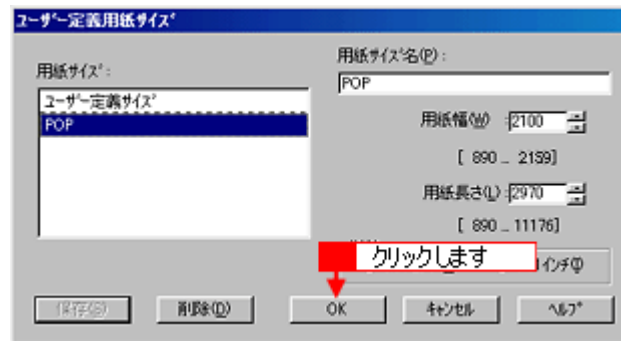 ユーザー定義用紙サイズ
用紙サイズ:
ユーザー定義サイズ
POP
用紙サイズ名(P):
POP
用紙幅(W) :2100
[ 890 .. 2159]
用紙長さ(L):2970
[ 890 .. 11176]
クリックします
インチ(I)
保存(S)
削除(D)
OK
キャンセル
ヘルプ